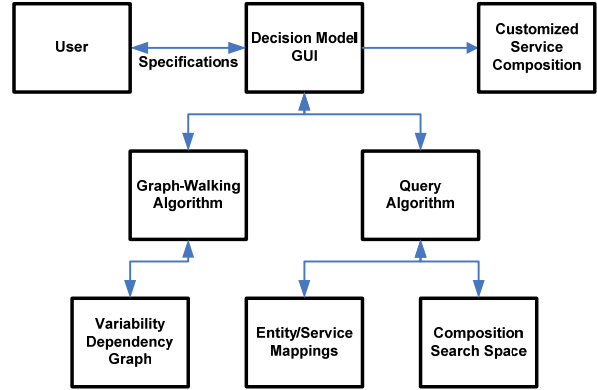 User
Specifications
Decision Model
GUI
Customized
Service
Composition
Graph-Walking
Algorithm
Query
Algorithm
Variability
Dependency
Graph
Entity/Service
Mappings
Composition
Search Space